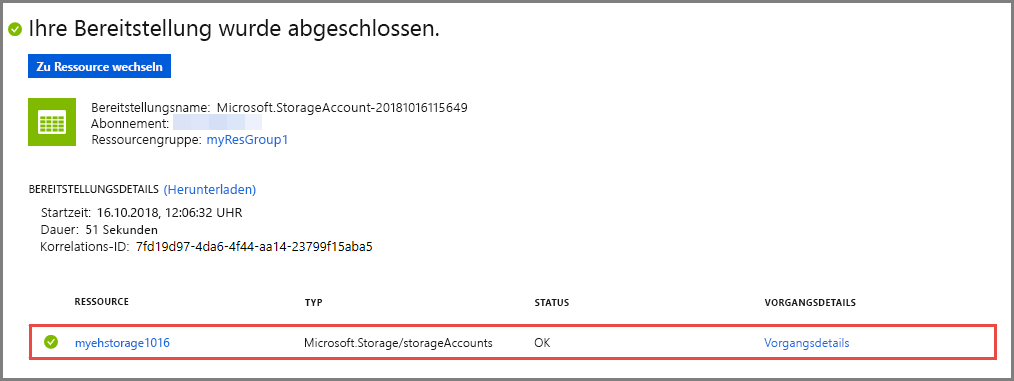 Ihre Bereitstellung wurde abgeschlossen.
Zu Ressource wechseln
Bereitstellungsname: Microsoft.StorageAccount-20181016115649
Abonnement:
Ressourcengruppe: myResGroup1
BEREITSTELLUNGSDETAILS (Herunterladen)
Startzeit: 16.10.2018, 12:06:32 UHR
Dauer: 51 Sekunden
Korrelations-ID: 7fd19d97-4da6-4f44-aa14-23799f15aba5
RESSOURCE TYP STATUS VORGANGSDETAILS
myehstorage1016 Microsoft.Storage/storageAccounts OK Vorgangsdetails